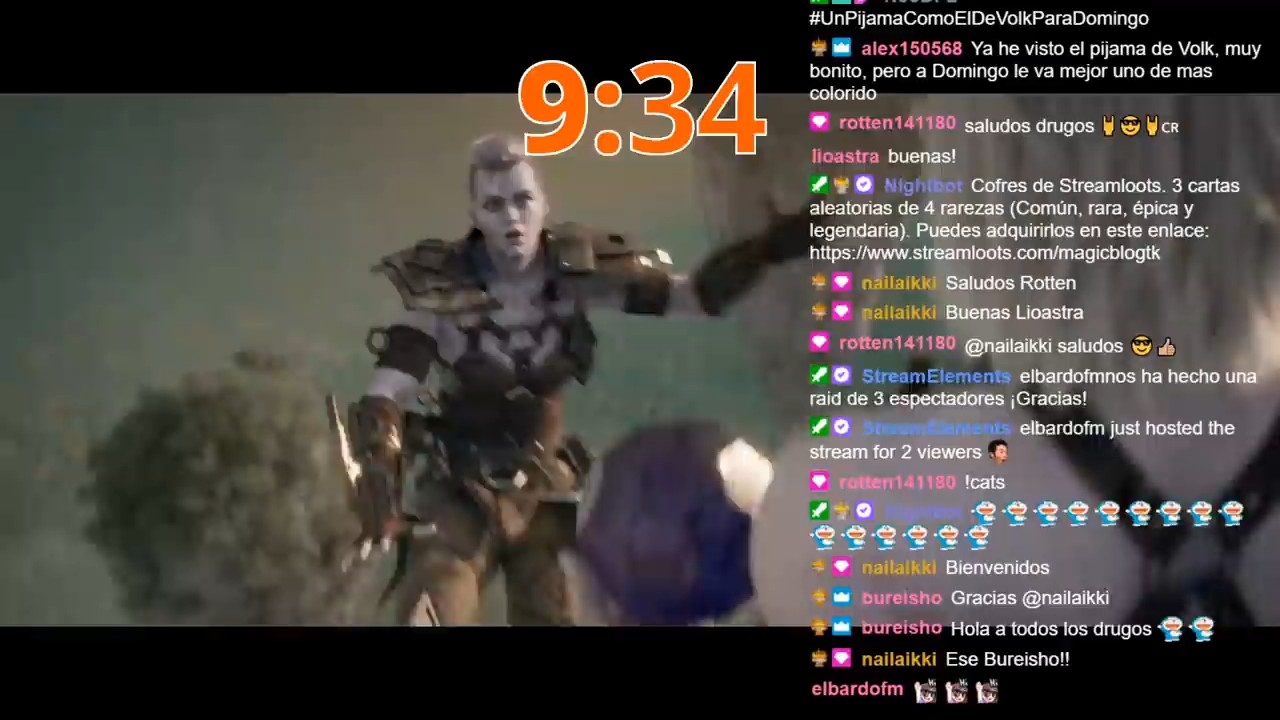 #UnPijamaComoElDeVolkParaDomingo
9:34
alex150568 Ya he visto el pijama de Volk, muy
bonito, pero a Domingo le va mejor uno de mas
colorido
rotten141180 saludos drugos CR
lioastra buenas!
Nightbot Cofres de Streamloots. 3 cartas
aleatorias de 4 rarezas (Común, rara, épica y
legendaria). Puedes adquirirlos en este enlace:
https://www.streamloots.com/magicblogtk
nailaikki Saludos Rotten
nailaikki Buenas Lioastra
rotten141180 @nailaikki saludos
StreamElements elbardofmnos ha hecho una
raid de 3 espectadores ¡Gracias!
StreamElements elbardofm just hosted the
stream for 2 viewers
rotten141180 !cats
Nightbot
nailaikki Bienvenidos
bureisho Gracias @nailaikki
bureisho Hola a todos los drugos
nailaikki Ese Bureisho!!
elbardofm